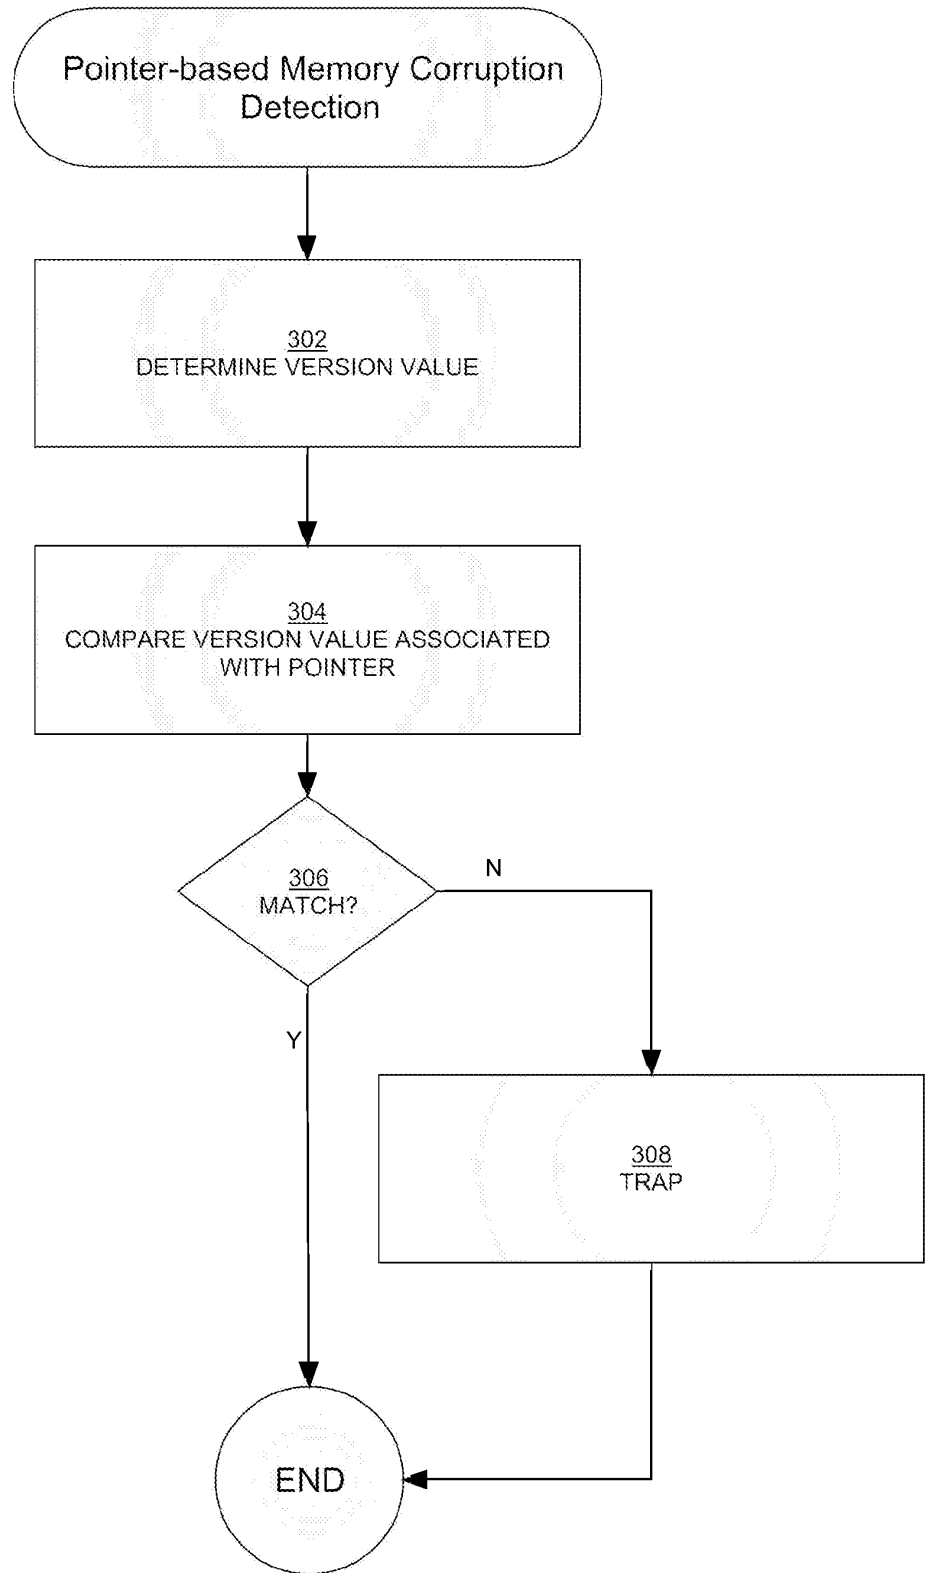 Pointer-based Memory Corruption
Detection
302
DETERMINE VERSION VALUE
304
COMPARE VERSION VALUE ASSOCIATED
WITH POINTER
306
MATCH?
N
Y
308
TRAP
END